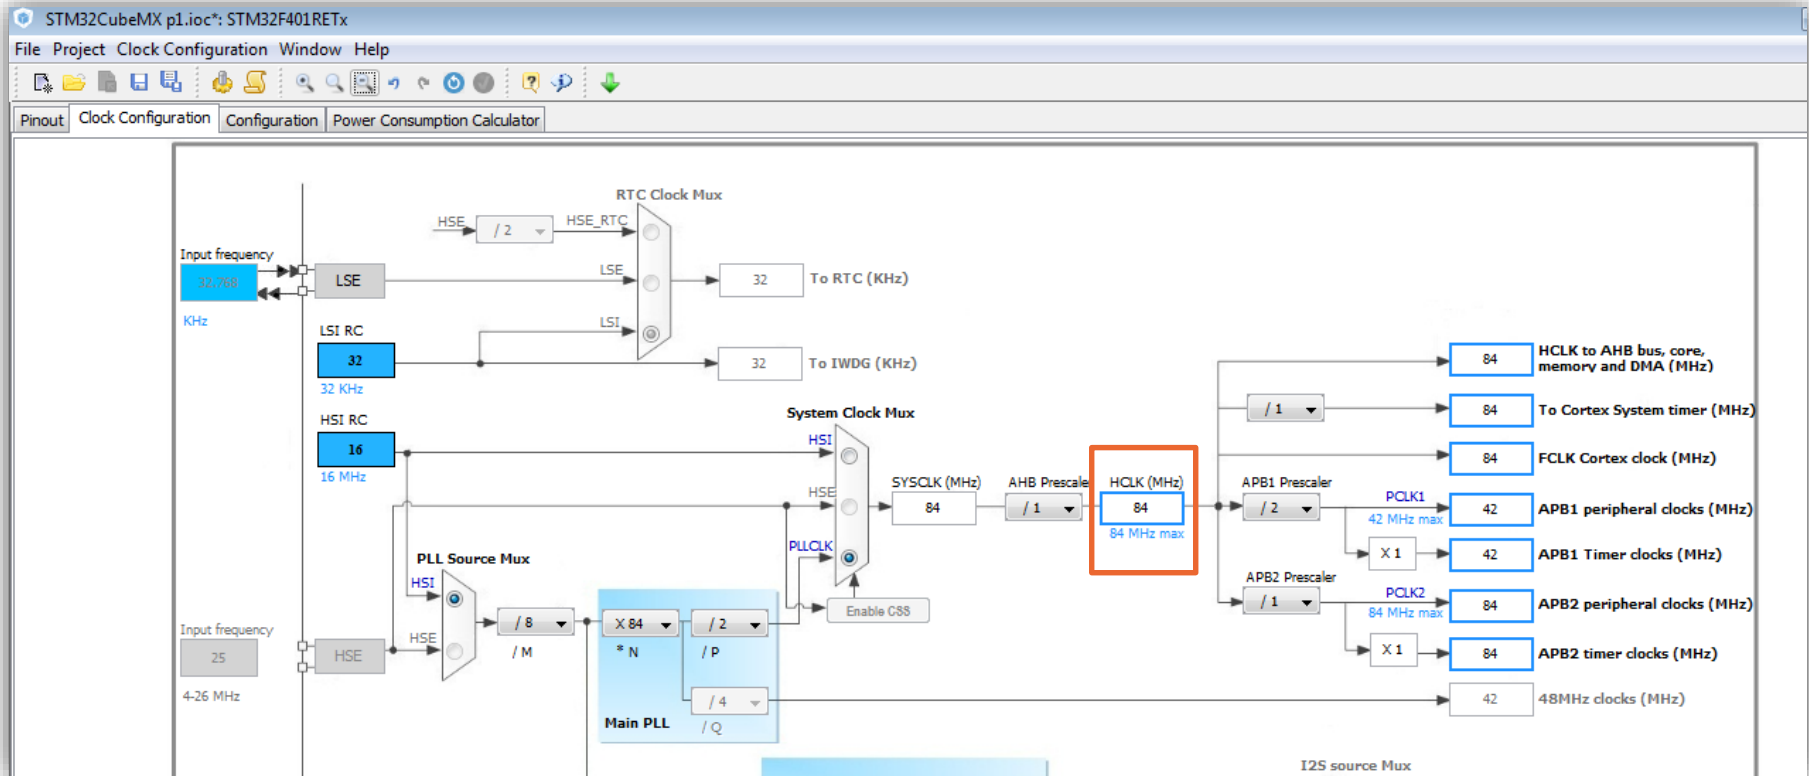 STM32CubeMX p1.ioc*: STM32F401RETx
File Project Clock Configuration Window Help
Pinout Clock Configuration Configuration Power Consumption Calculator
RTC Clock Mux
HSE / 2 HSE_RTC
Input frequency
32.768
KHz
LSE
LSE
32 To RTC (KHz)
LSI RC
32
32 KHz
LSI
32 To IWDG (KHz)
HSI RC
16
16 MHz
System Clock Mux
HSI
HSE
PLLCLK
SYSCLK (MHz)
84
AHB Prescale
/ 1
HCLK (MHz)
84
84 MHz max
84 HCLK to AHB bus, core,
memory and DMA (MHz)
/ 1 84 To Cortex System timer (MHz)
84 FCLK Cortex clock (MHz)
APB1 Prescaler
/ 2
PCLK1
42 MHz max
42 APB1 peripheral clocks (MHz)
X 1 42 APB1 Timer clocks (MHz)
APB2 Prescaler
/ 1
PCLK2
84 MHz max
84 APB2 peripheral clocks (MHz)
X 1 84 APB2 timer clocks (MHz)
PLL Source Mux
HSI
HSE
/ 8
/ M
X 84
* N
/ 2
/ P
Enable CSS
Input frequency
25
4-26 MHz
HSE
/ 4
/ Q
Main PLL
42 48MHz clocks (MHz)
I2S source Mux